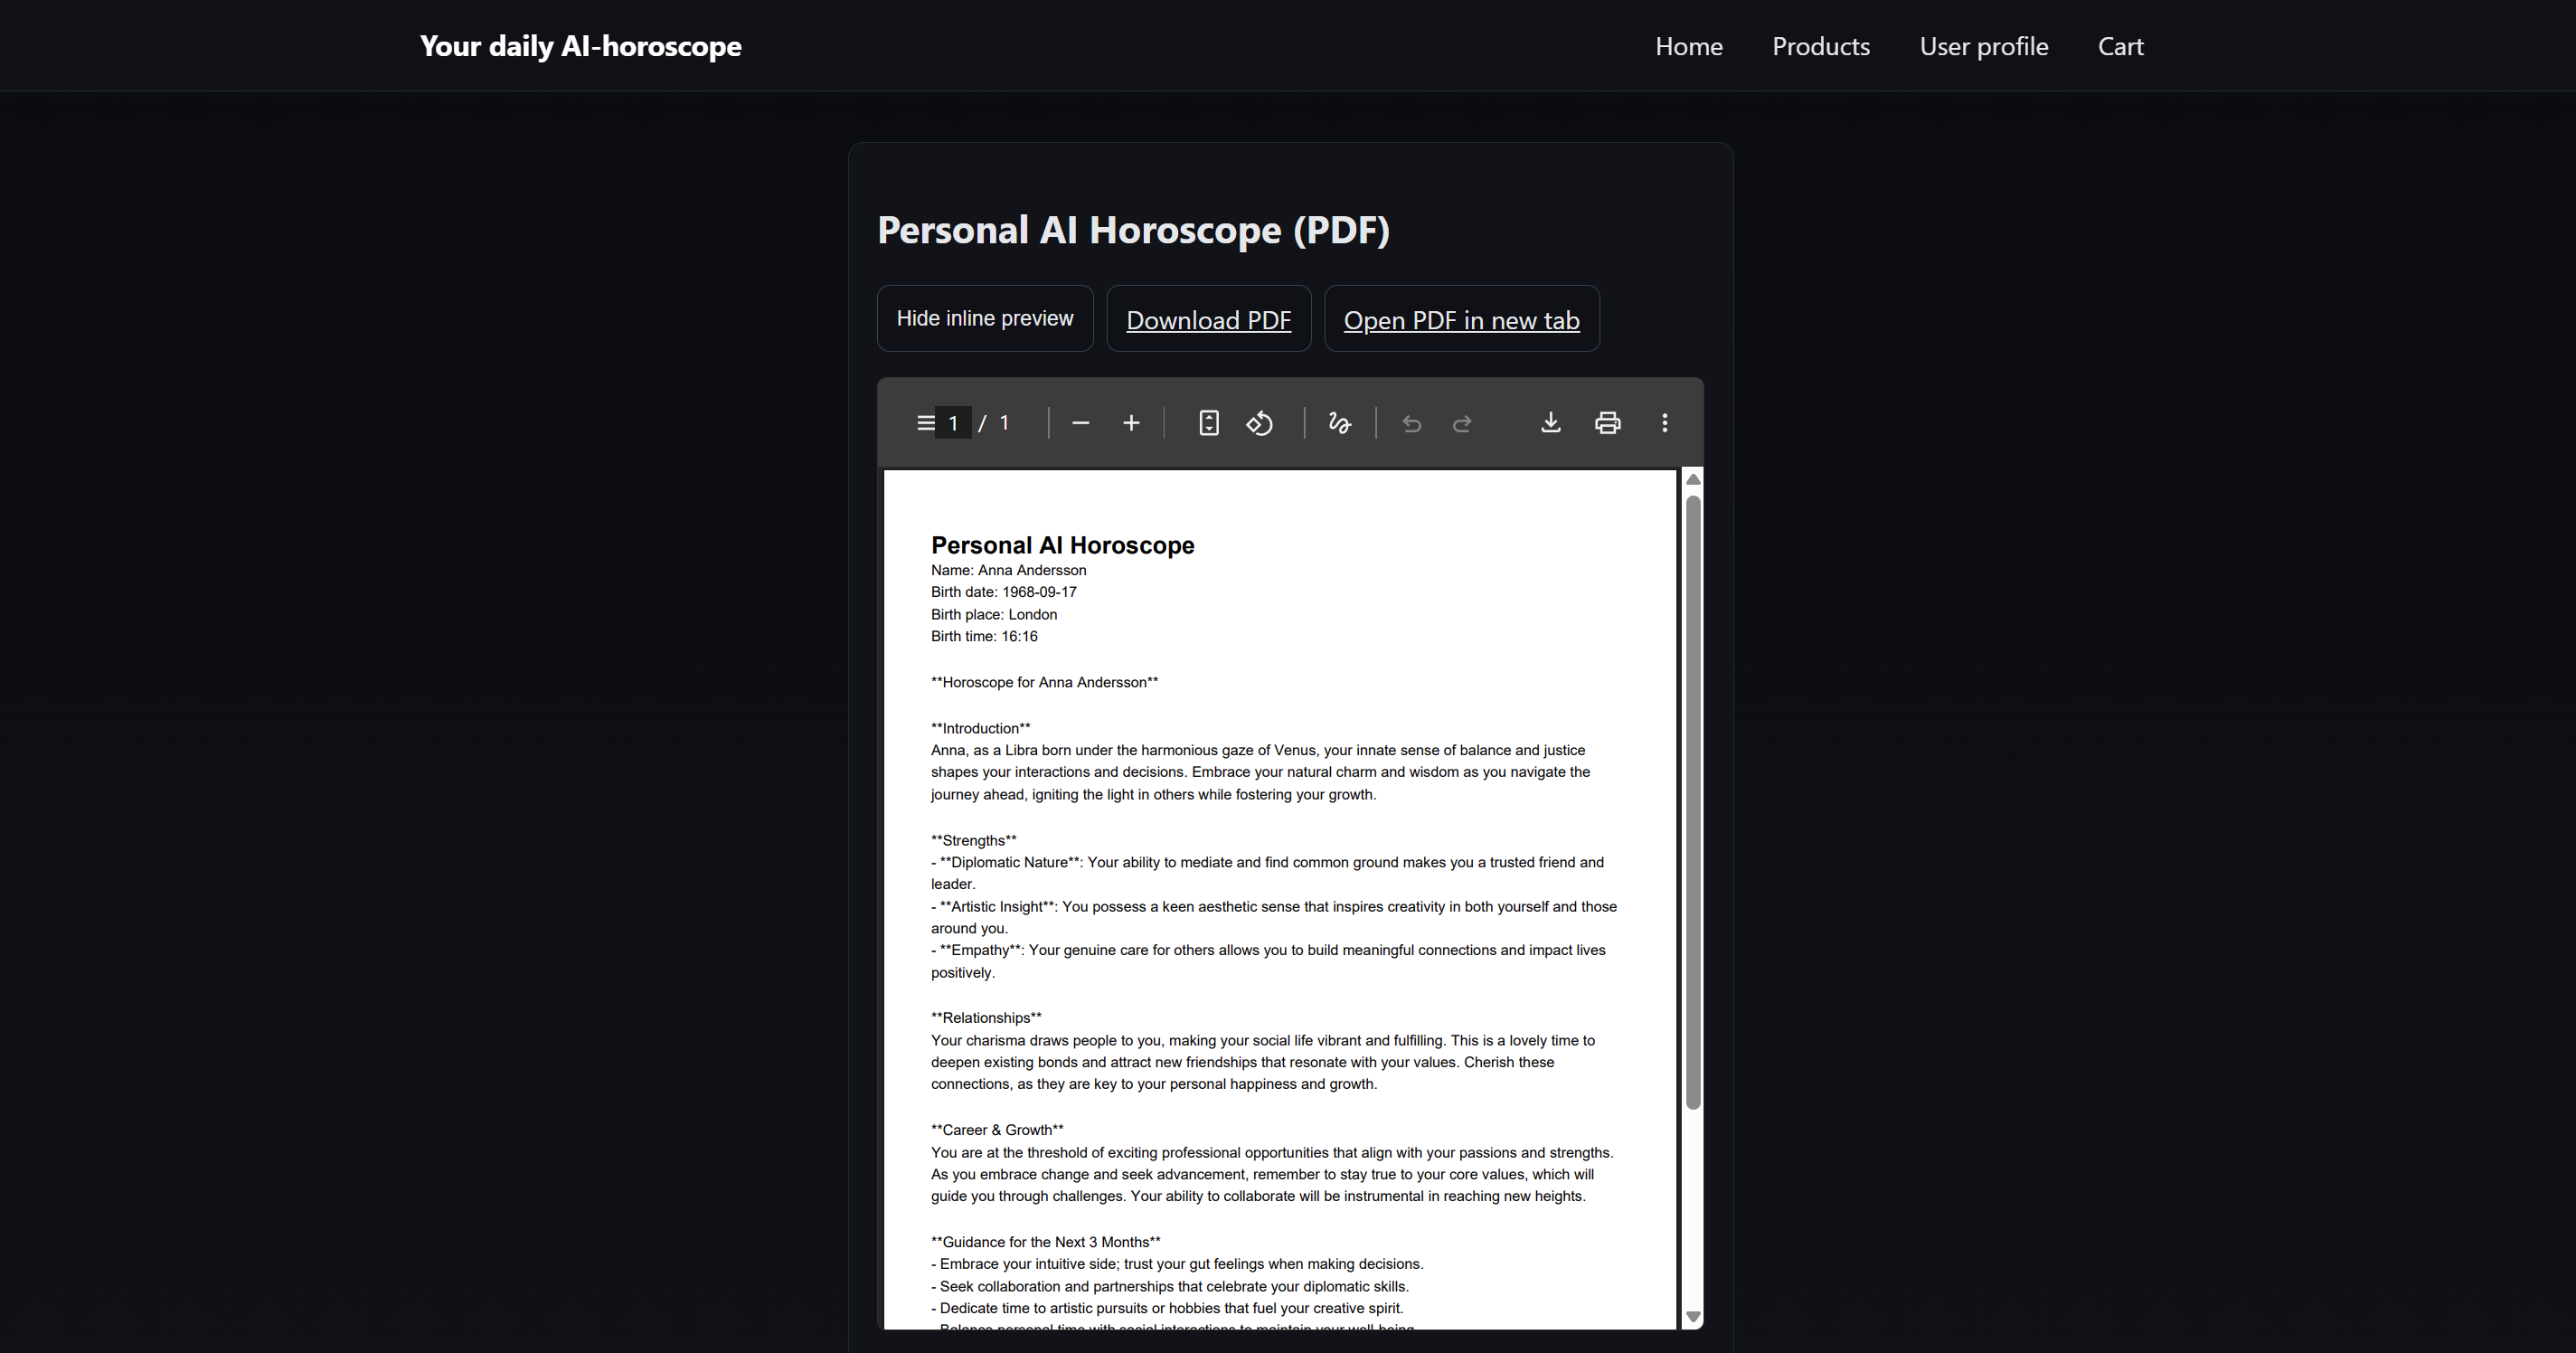 Your daily AI-horoscope
Home
Products
User profile
Cart
Personal AI Horoscope (PDF)
Hide inline preview
Download PDF
Open PDF in new tab
1 / 1
Personal AI Horoscope
Name: Anna Andersson
Birth date: 1968-09-17
Birth place: London
Birth time: 16:16
**Horoscope for Anna Andersson**
**Introduction**
Anna, as a Libra born under the harmonious gaze of Venus, your innate sense of balance and justice
shapes your interactions and decisions. Embrace your natural charm and wisdom as you navigate the
journey ahead, igniting the light in others while fostering your growth.
**Strengths**
- **Diplomatic Nature**: Your ability to mediate and find common ground makes you a trusted friend and
leader.
- **Artistic Insight**: You possess a keen aesthetic sense that inspires creativity in both yourself and those
around you.
- **Empathy**: Your genuine care for others allows you to build meaningful connections and impact lives
positively.
**Relationships**
Your charisma draws people to you, making your social life vibrant and fulfilling. This is a lovely time to
deepen existing bonds and attract new friendships that resonate with your values. Cherish these
connections, as they are key to your personal happiness and growth.
**Career & Growth**
You are at the threshold of exciting professional opportunities that align with your passions and strengths.
As you embrace change and seek advancement, remember to stay true to your core values, which will
guide you through challenges. Your ability to collaborate will be instrumental in reaching new heights.
**Guidance for the Next 3 Months**
- Embrace your intuitive side; trust your gut feelings when making decisions.
- Seek collaboration and partnerships that celebrate your diplomatic skills.
- Dedicate time to artistic pursuits or hobbies that fuel your creative spirit.
- Balance personal time with social interactions to maintain your well-being.